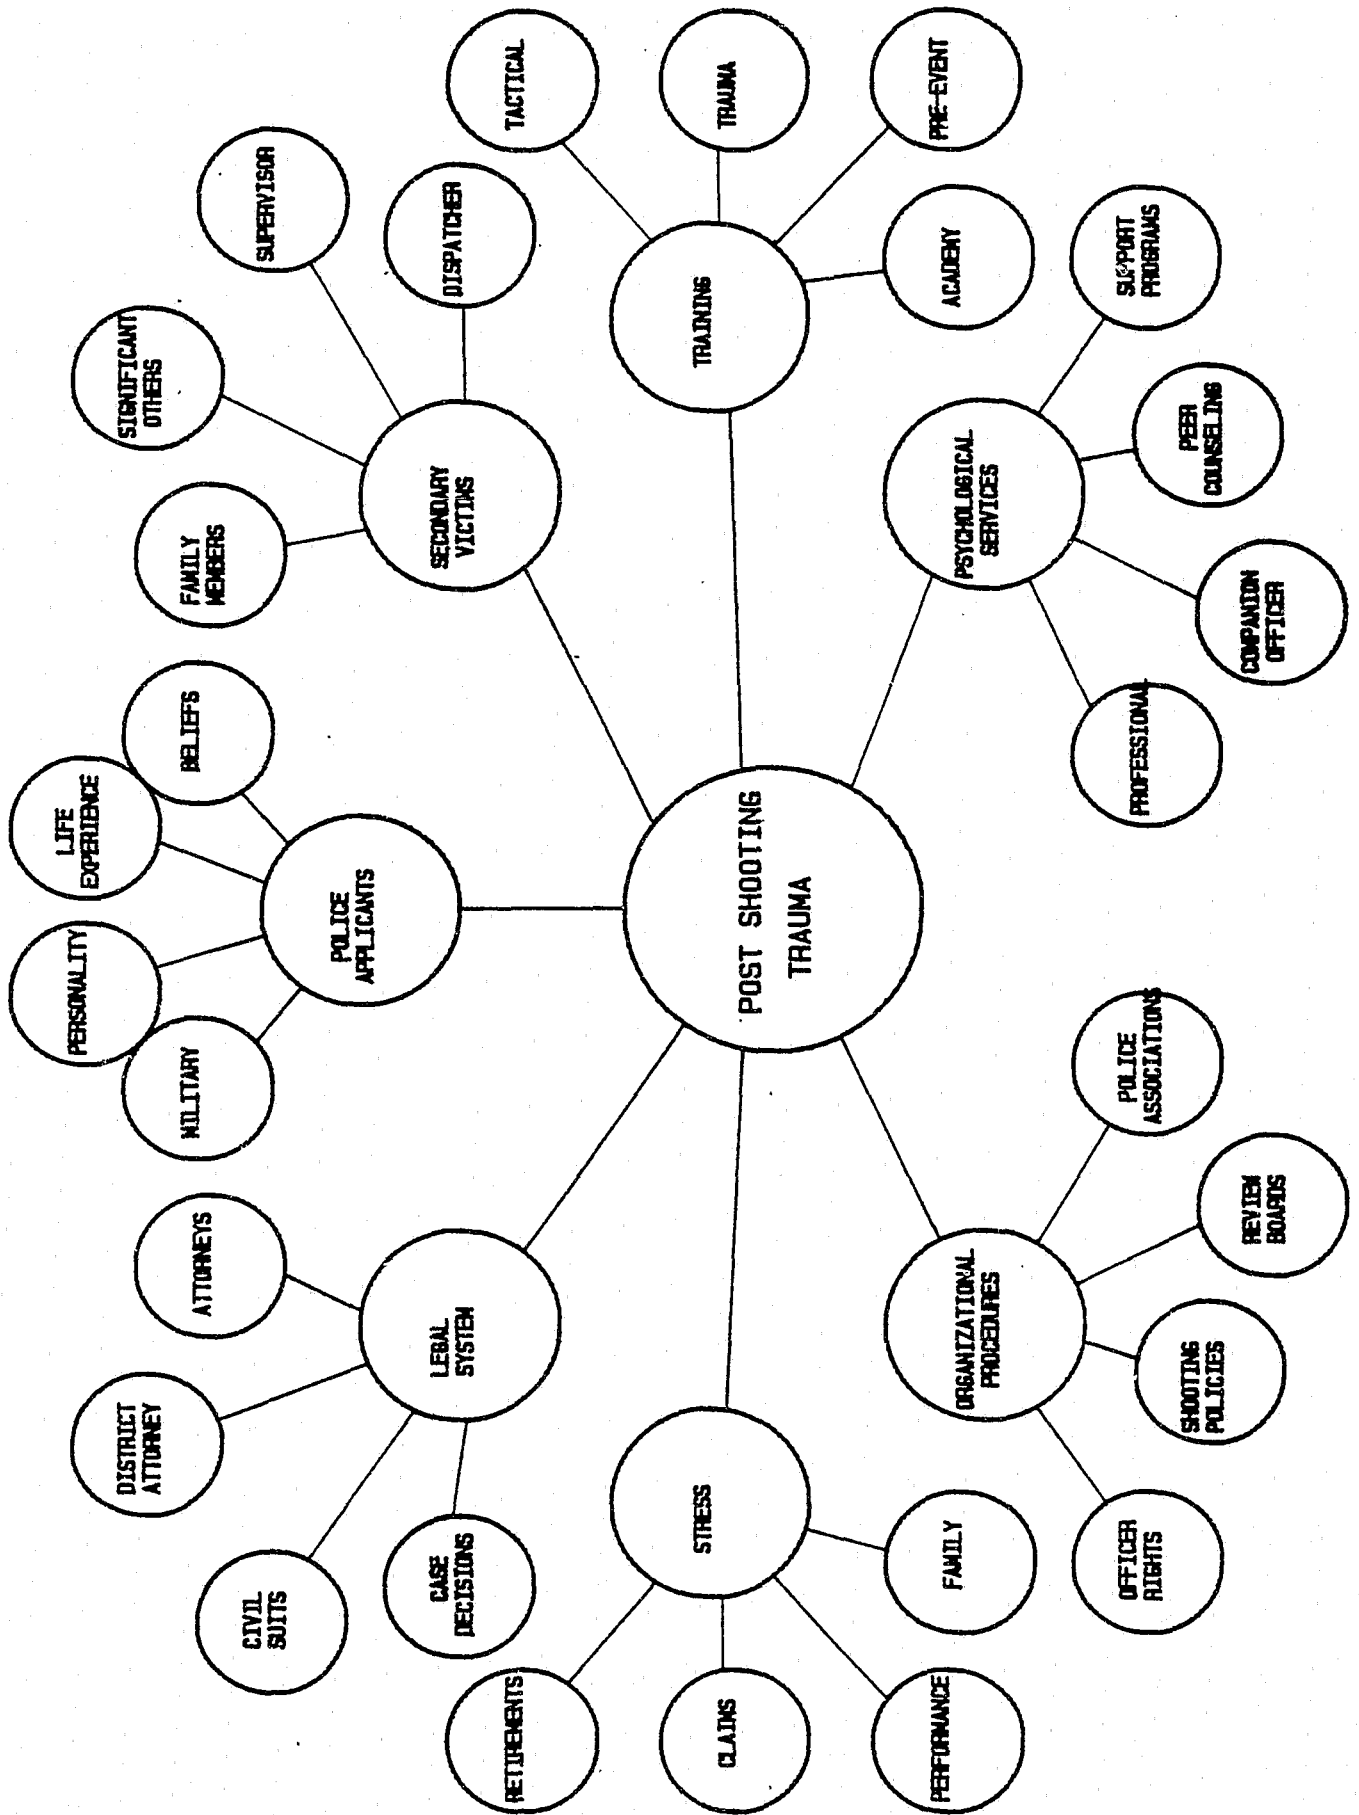 POST SHOOTING
TRAUMA
POLICE
APPLICANTS
MILITARY
PERSONALITY
LIFE
EXPERIENCE
BELIEFS
SECONDARY
VICTIMS
FAMILY
MEMBERS
SIGNIFICANT
OTHERS
SUPERVISOR
DISPATCHER
TRAINING
TACTICAL
TRAUMA
PRE-EVENT
ACADEMY
PSYCHOLOGICAL
SERVICES
SUPPORT
PROGRAMS
PEER
COUNSELING
COMPANION
OFFICER
PROFESSIONAL
ORGANIZATIONAL
PROCEDURES
POLICE
ASSOCIATIONS
REVIEW
BOARDS
SHOOTING
POLICIES
OFFICER
RIGHTS
STRESS
FAMILY
PERFORMANCE
CLAIMS
RETIREMENTS
LEGAL
SYSTEM
CASE
DECISIONS
CIVIL
SUITS
DISTRICT
ATTORNEY
ATTORNEYS